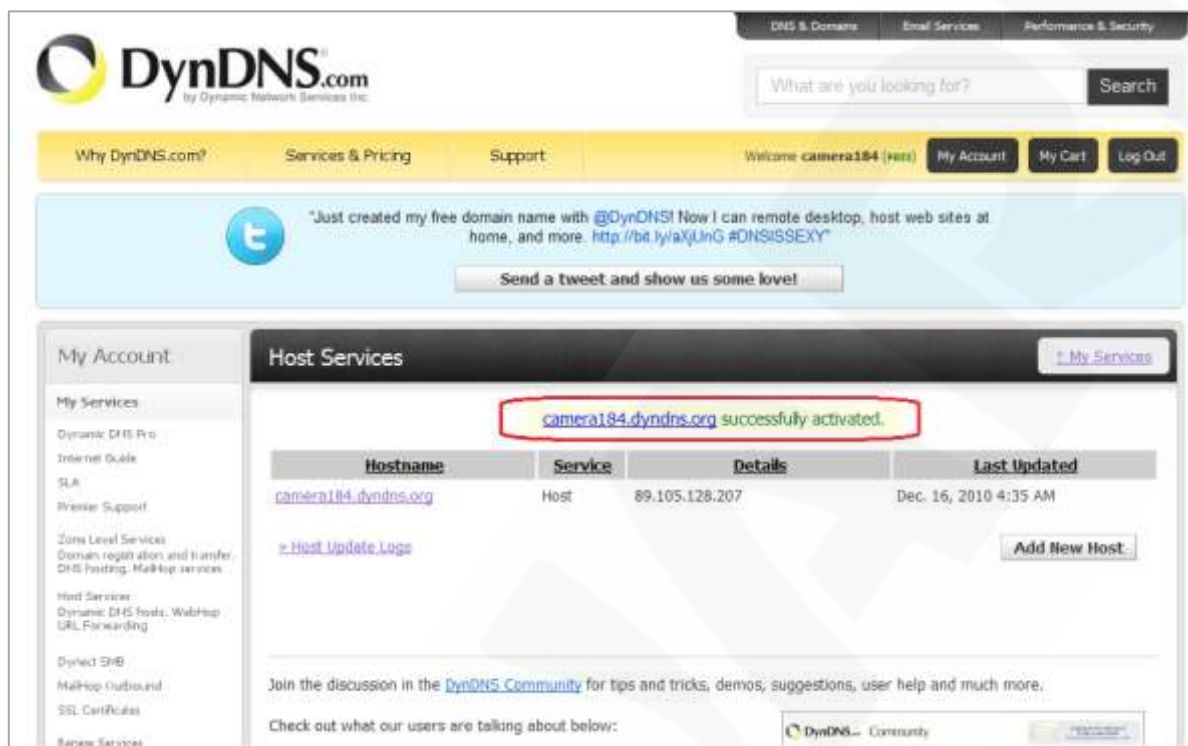 DNS & Domains Email Services Performance & Security
DynDNS.com
by Dynamic Network Services Inc.
What are you looking for? Search
Why DynDNS.com? Services & Pricing Support Welcome camera184 (FREE) My Account My Cart Log Out
"Just created my free domain name with @DynDNS! Now I can remote desktop, host web sites at
home, and more. http://bit.ly/aXjUnG #DNSISSEXY"
Send a tweet and show us some love!
My Account
Host Services
↑ My Services
My Services
camera184.dyndns.org successfully activated.
Dynamic DNS Pro
Internet Guide
SLA
Premier Support
Zone Level Services
Domain registration and transfer,
DNS hosting, MailHop services
Host Services
Dynamic DNS hosts, WebHop
URL Forwarding
Dynect SMB
MailHop Outbound
SSL Certificates
Renew Services
Hostname Service Details Last Updated
camera184.dyndns.org Host 89.105.128.207 Dec. 16, 2010 4:35 AM
» Host Update Logs
Add New Host
Join the discussion in the DynDNS Community for tips and tricks, demos, suggestions, user help and much more.
Check out what our users are talking about below:
DynDNS Community